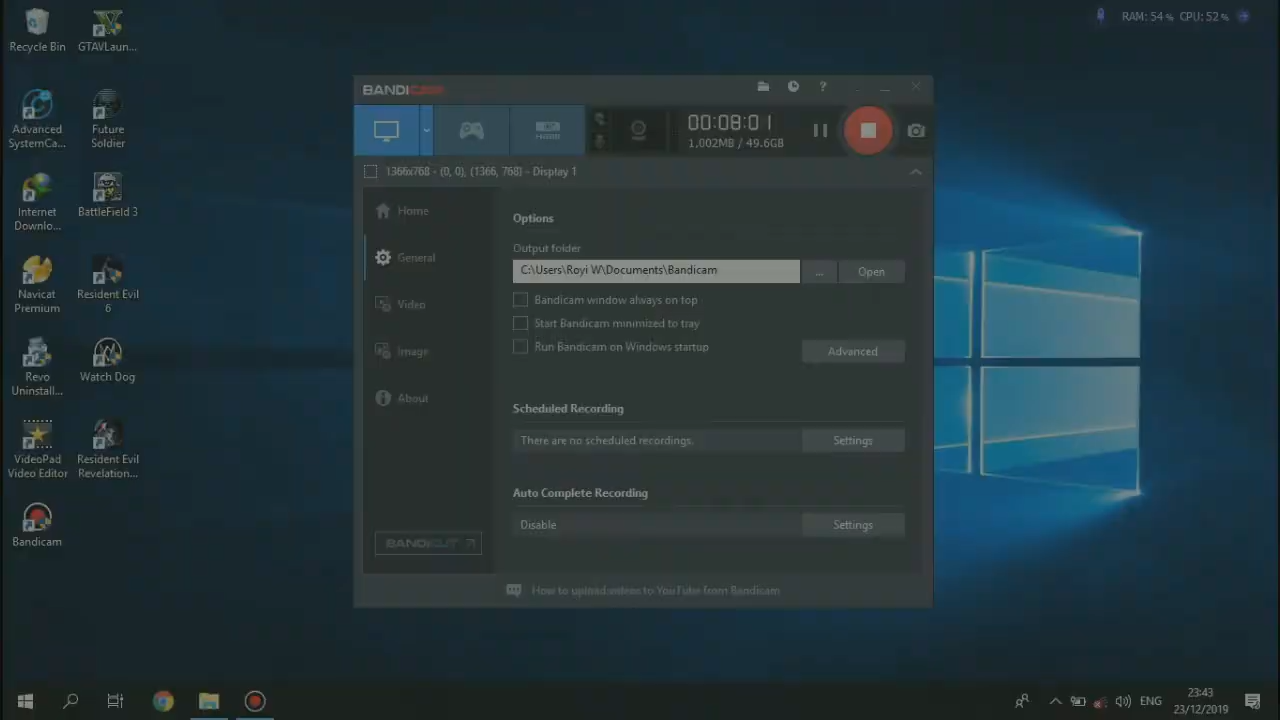 Recycle Bin
GTAVLaun...
Advanced
SystemCa...
Future
Soldier
Internet
Downlo...
BattleField 3
Navicat
Premium
Resident Evil
6
Revo
Uninstall...
Watch Dog
VideoPad
Video Editor
Resident Evil
Revelation...
Bandicam
RAM: 54 % CPU: 52 %
BANDICAM
?
00:08:01
1,002MB / 49.6GB
1366x768 - (0, 0), (1366, 768) - Display 1
Home
General
Video
Image
About
BANDICUT
Options
Output folder
C:\Users\Royi W\Documents\Bandicam
...
Open
Bandicam window always on top
Start Bandicam minimized to tray
Run Bandicam on Windows startup
Advanced
Scheduled Recording
There are no scheduled recordings.
Settings
Auto Complete Recording
Disable
Settings
How to upload videos to YouTube from Bandicam
ENG
23:43
23/12/2019